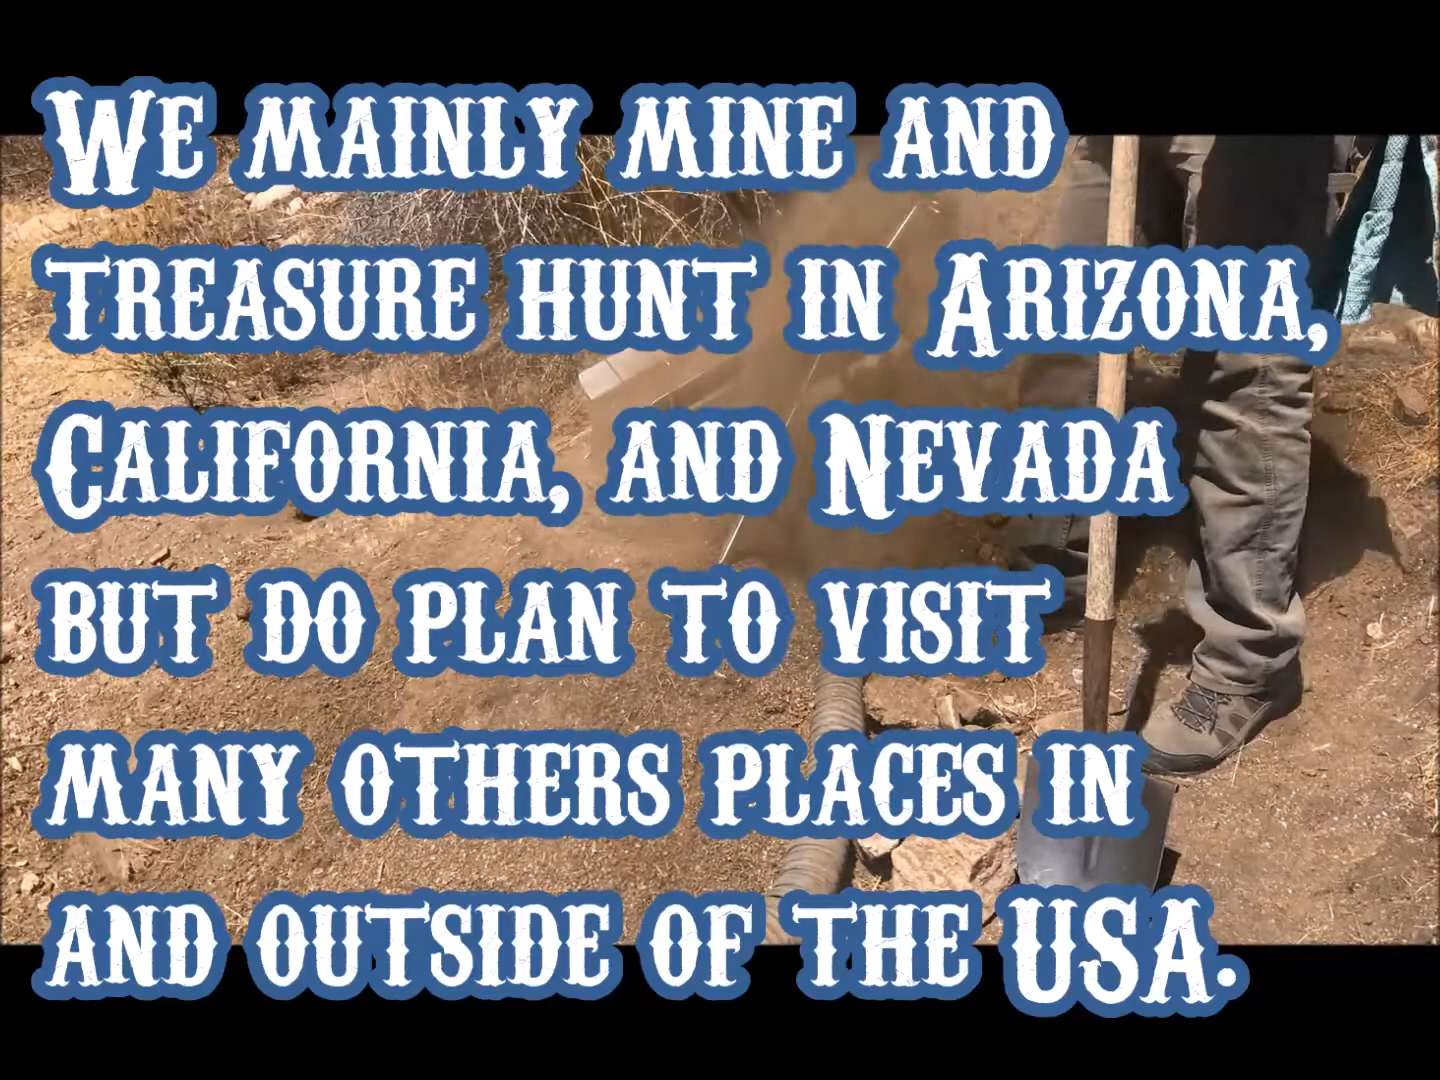 We mainly mine and
treasure hunt in Arizona,
California, and Nevada
but do plan to visit
many others places in
and outside of the USA.